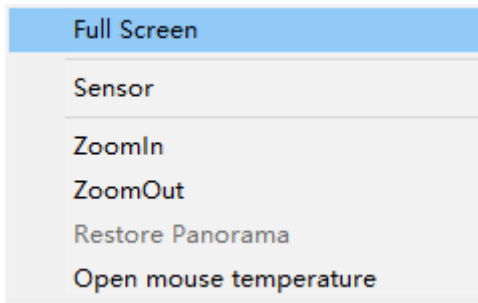 Full Screen
Sensor
ZoomIn
ZoomOut
Restore Panorama
Open mouse temperature